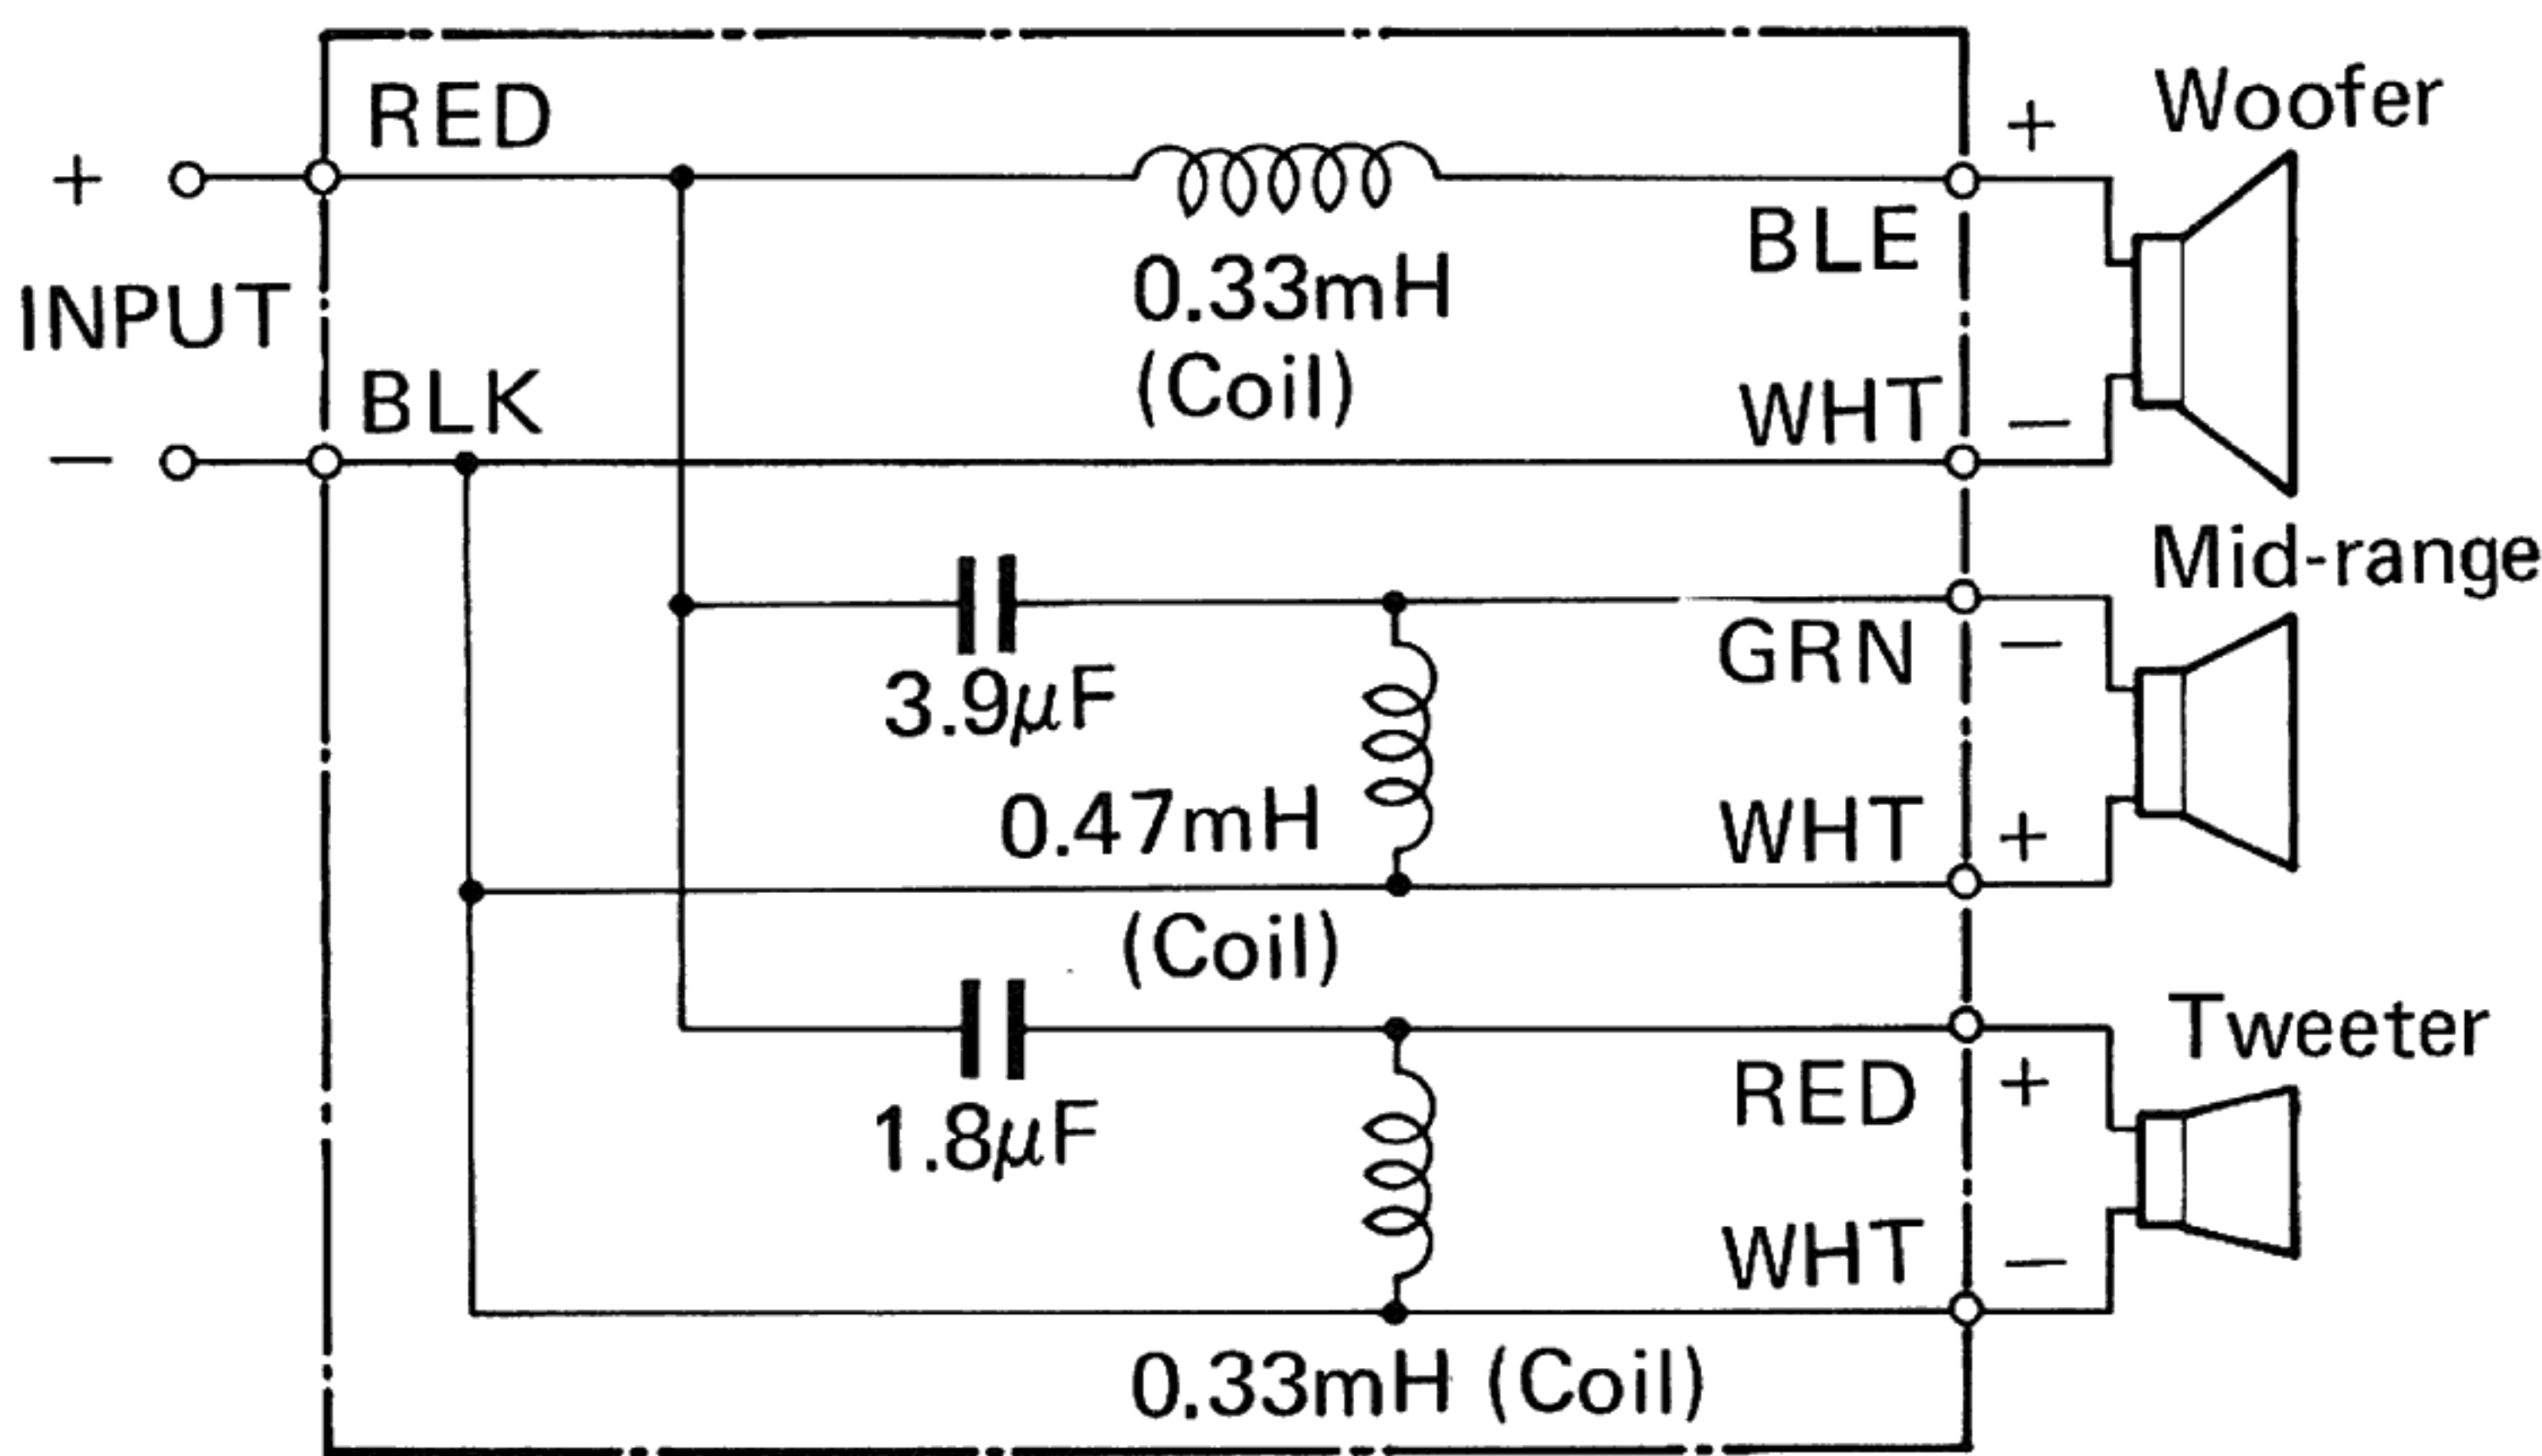 RED
Woofer
+
+
BLE
0.33mH
(Coil)
INPUT
BLK
WHT
−
−
Mid-range
GRN
−
3.9μF
0.47mH
WHT
+
(Coil)
Tweeter
RED
+
1.8μF
WHT
−
0.33mH (Coil)